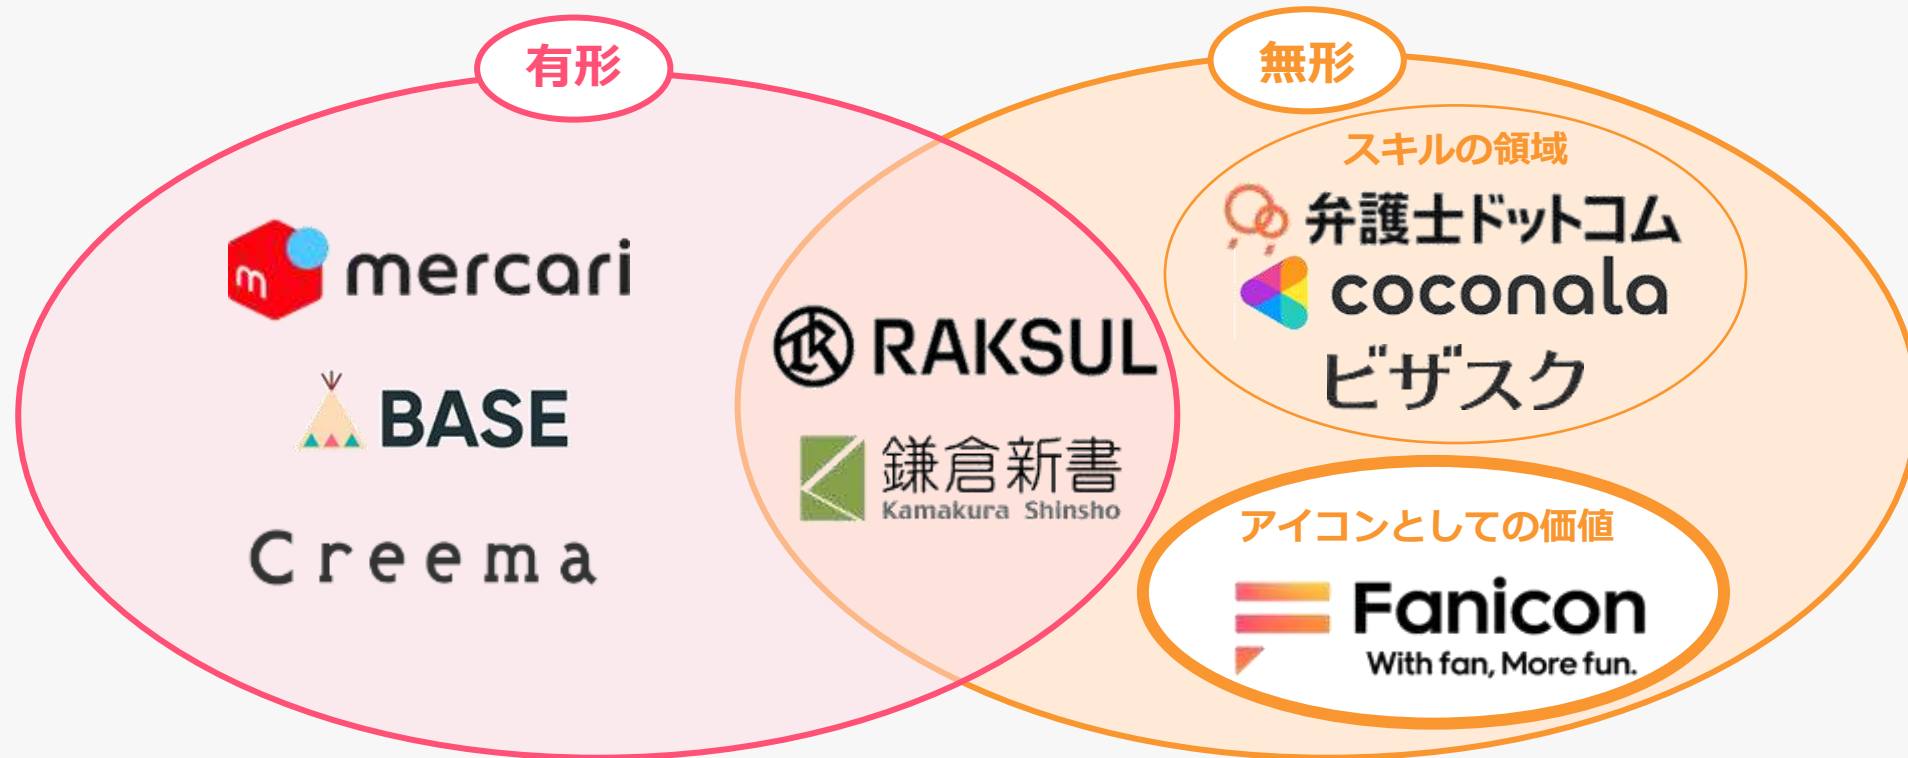 有形
mercari
BASE
Creema
RAKSUL
鎌倉新書
Kamakura Shinsho
無形
スキルの領域
弁護士ドットコム
coconala
ビザスク
アイコンとしての価値
Fanicon
With fan, More fun.